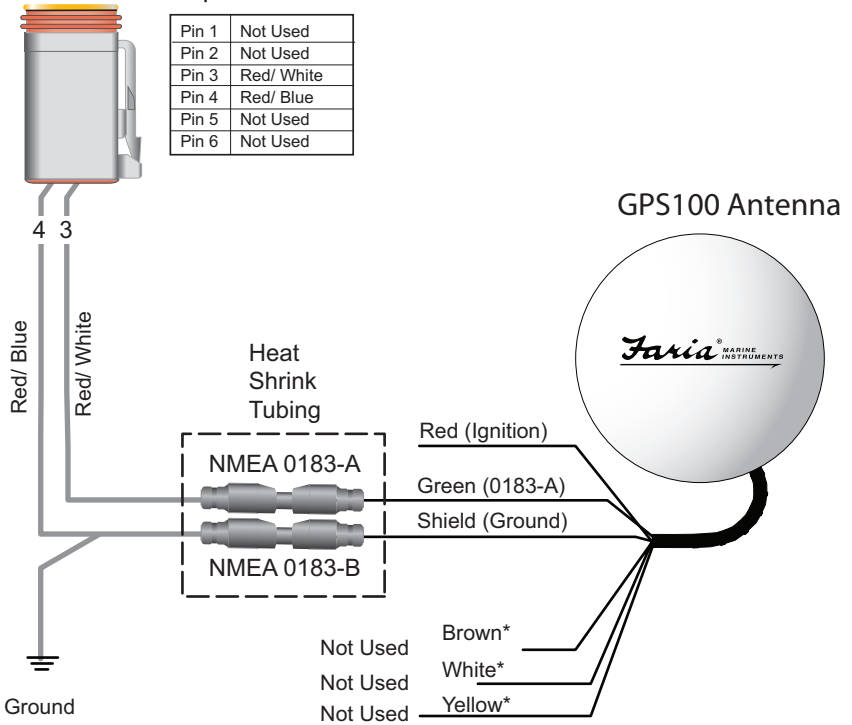 Pin 1 Not Used
Pin 2 Not Used
Pin 3 Red/ White
Pin 4 Red/ Blue
Pin 5 Not Used
Pin 6 Not Used
GPS100 Antenna
4 3
Red/ Blue
Red/ White
Heat
Shrink
Tubing
Faria® MARINE
INSTRUMENTS
Red (Ignition)
NMEA 0183-A
Green (0183-A)
Shield (Ground)
NMEA 0183-B
Not Used Brown*
Not Used White*
Not Used Yellow*
Ground